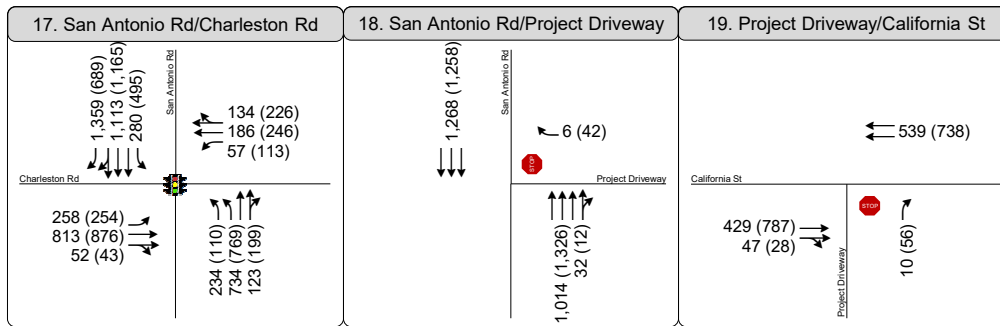 17. San Antonio Rd/Charleston Rd
1,359 (689)
1,113 (1,165)
280 (495)
San Antonio Rd
134 (226)
186 (246)
57 (113)
Charleston Rd
258 (254)
813 (876)
52 (43)
234 (110)
734 (769)
123 (199)
18. San Antonio Rd/Project Driveway
1,268 (1,258)
San Antonio Rd
6 (42)
STOP
Project Driveway
1,014 (1,326)
32 (12)
19. Project Driveway/California St
539 (738)
California St
STOP
429 (787)
47 (28)
Project Driveway
10 (56)